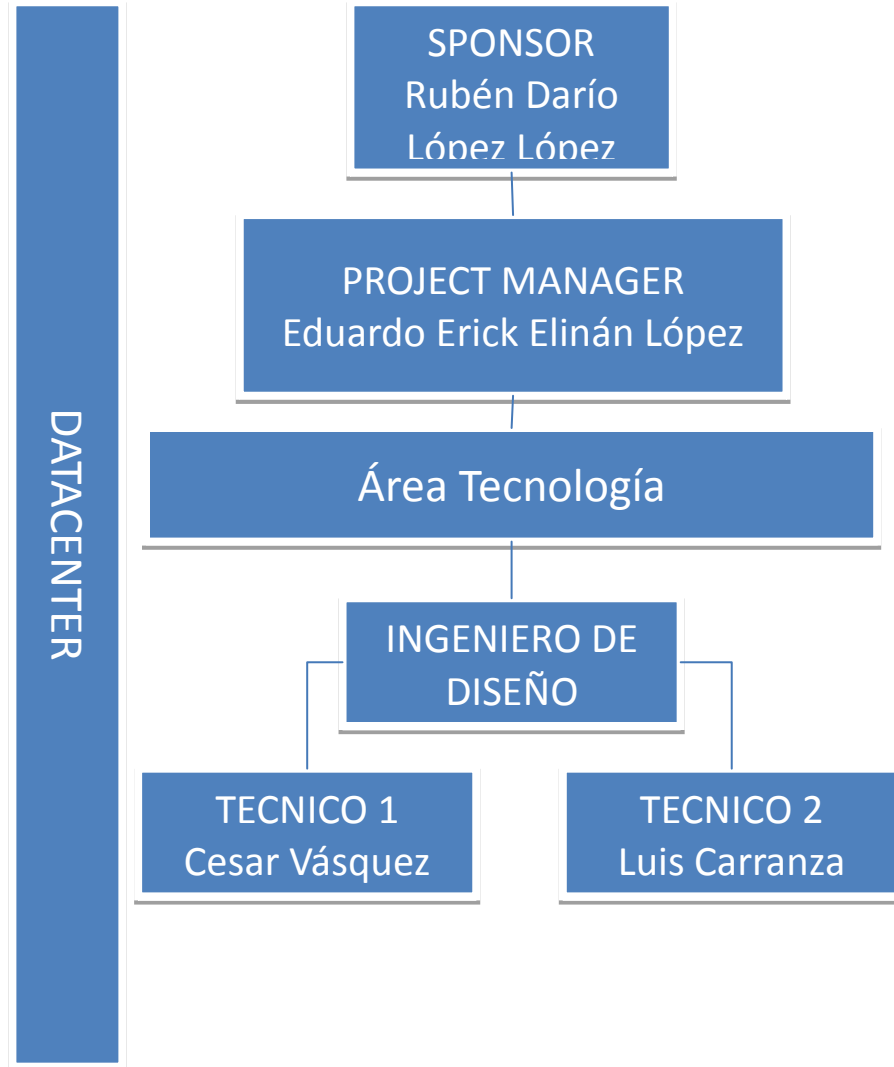 DATACENTER
SPONSOR
Rubén Darío
López López
PROJECT MANAGER
Eduardo Erick Elinán López
Área Tecnología
INGENIERO DE
DISEÑO
TECNICO 1
Cesar Vásquez
TECNICO 2
Luis Carranza